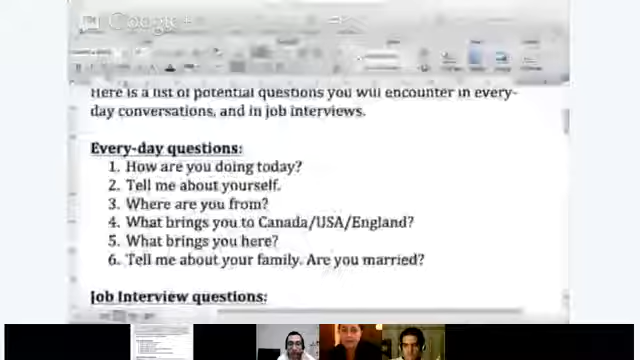 Google+
Here is a list of potential questions you will encounter in every-
day conversations, and in job interviews.
Every-day questions:
1. How are you doing today?
2. Tell me about yourself.
3. Where are you from?
4. What brings you to Canada/USA/England?
5. What brings you here?
6. Tell me about your family. Are you married?
Job Interview questions: